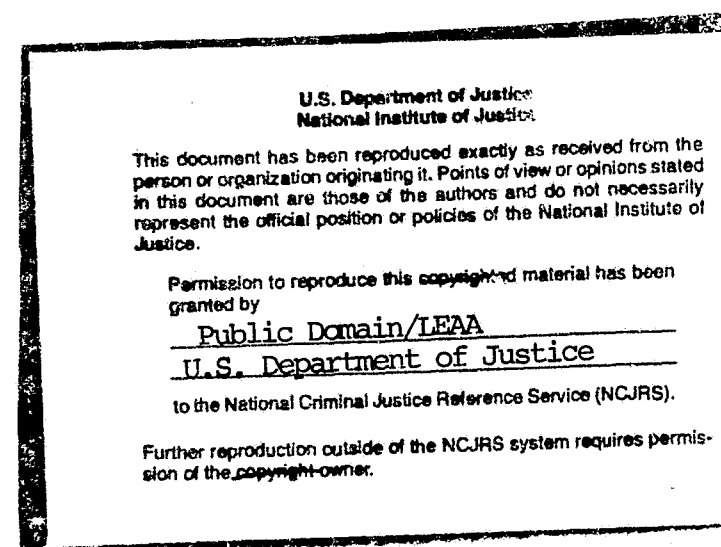 U.S. Department of Justice
National Institute of Justice
This document has been reproduced exactly as received from the
person or organization originating it. Points of view or opinions stated
in this document are those of the authors and do not necessarily
represent the official position or policies of the National Institute of
Justice.
Permission to reproduce this copyrighted material has been
granted by
Public Domain/LEAA
U.S. Department of Justice
to the National Criminal Justice Reference Service (NCJRS).
Further reproduction outside of the NCJRS system requires permis-
sion of the copyright owner.